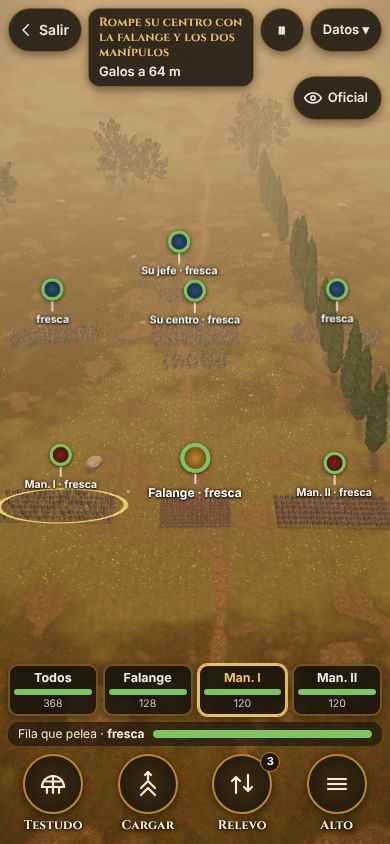 Salir
Rompe su centro con
la falange y los dos
manípulos
Galos a 64 m
Datos ▾
Oficial
Su jefe · fresca
fresca
Su centro · fresca
fresca
Man. I · fresca
Falange · fresca
Man. II · fresca
Todos
368
Falange
128
Man. I
120
Man. II
120
Fila que pelea · fresca
3
Testudo
Cargar
Relevo
Alto